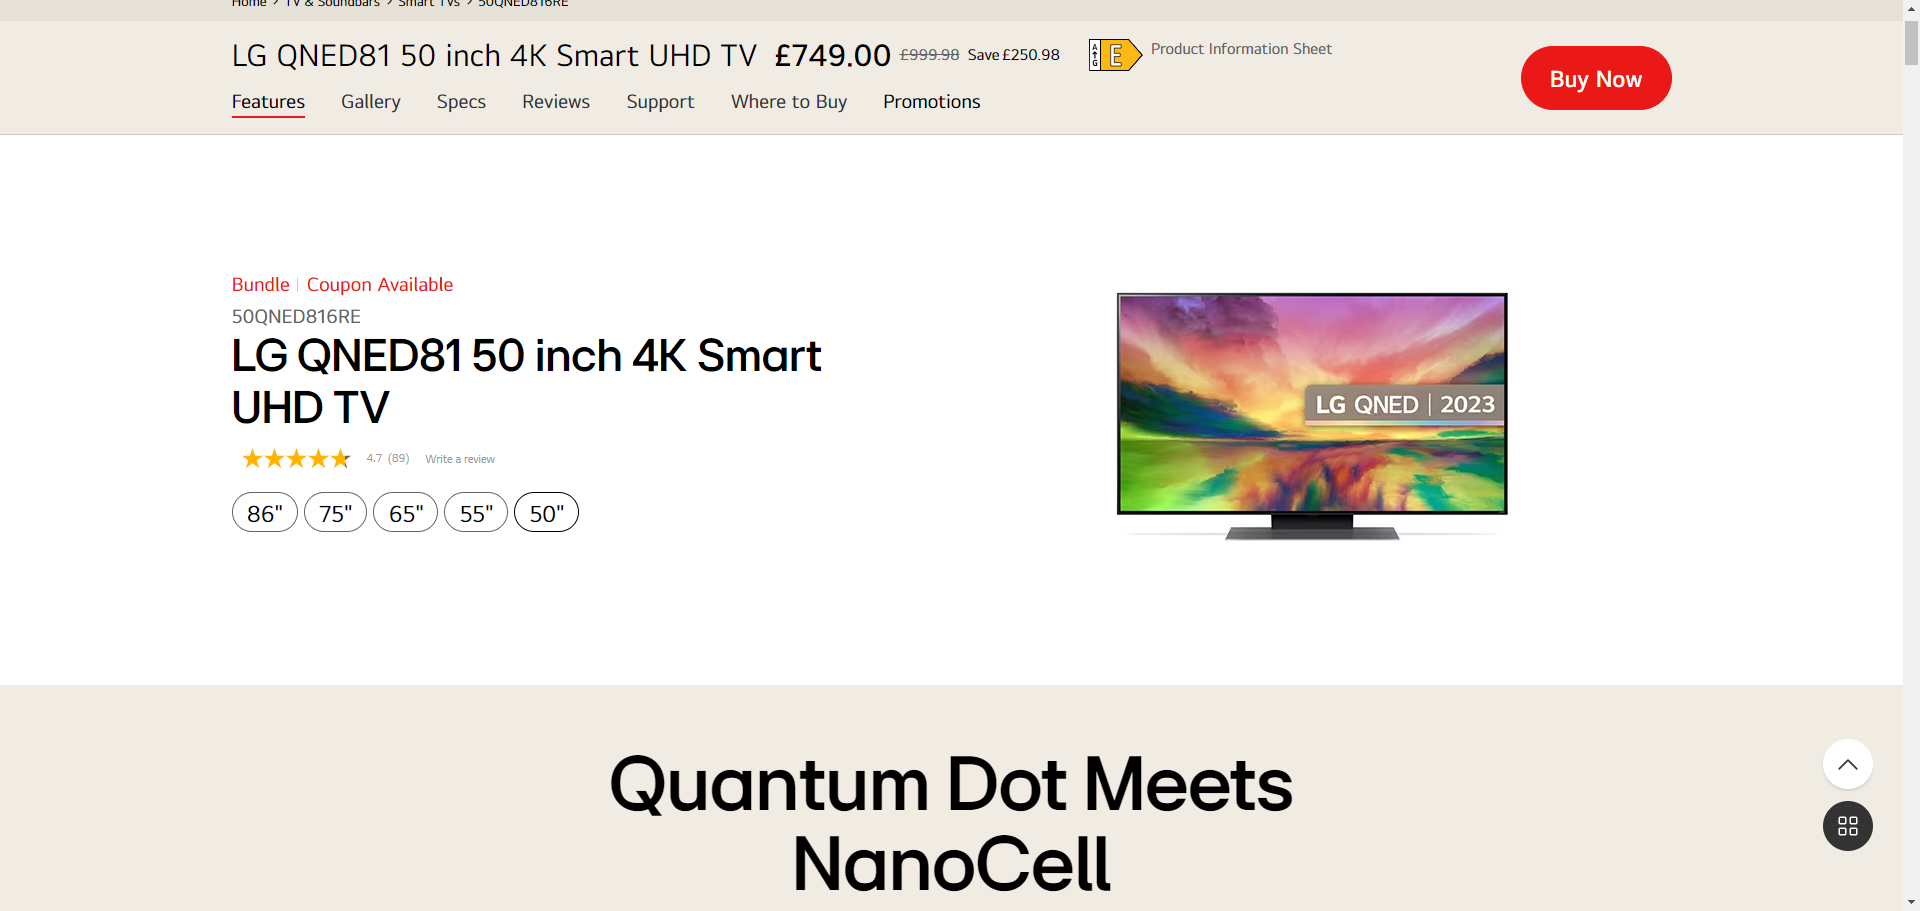 Home > TV & Soundbars > Smart TVs > 50QNED816RE
LG QNED81 50 inch 4K Smart UHD TV £749.00 £999.98 Save £250.98 A G E Product Information Sheet
Buy Now
Features Gallery Specs Reviews Support Where to Buy Promotions
Bundle | Coupon Available
50QNED816RE
LG QNED81 50 inch 4K Smart
UHD TV
4.7 (89) Write a review
86" 75" 65" 55" 50"
LG QNED | 2023
Quantum Dot Meets
NanoCell